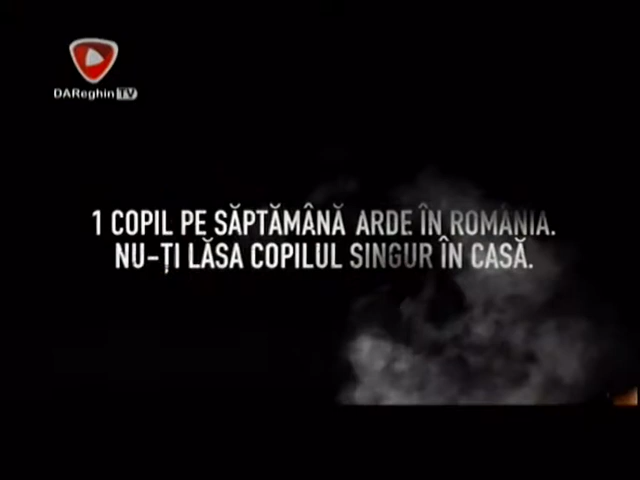 DAReghin TV
1 COPIL PE SĂPTĂMÂNĂ ARDE ÎN ROMÂNIA.
NU-ȚI LĂSA COPILUL SINGUR ÎN CASĂ.